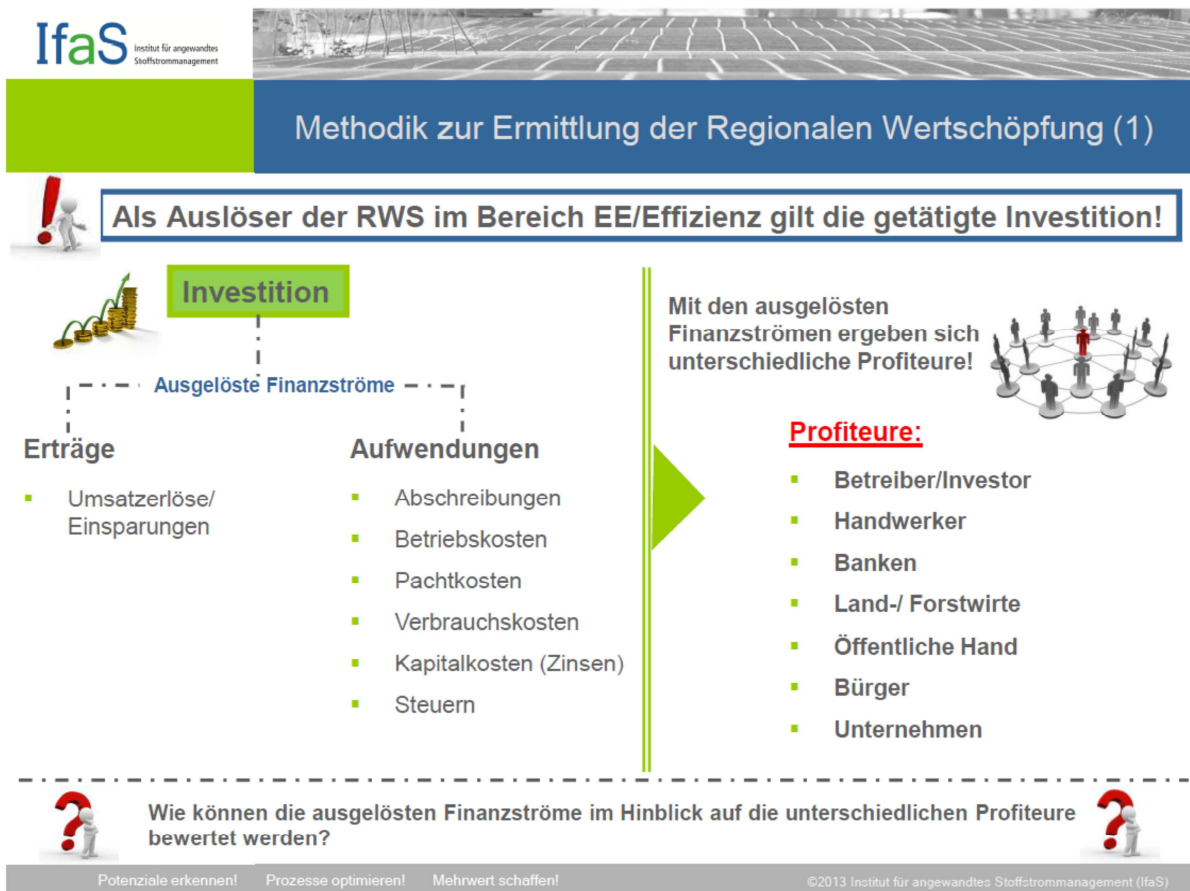 IfaS Institut für angewandtes
Stoffstrommanagement
Methodik zur Ermittlung der Regionalen Wertschöpfung (1)
Als Auslöser der RWS im Bereich EE/Effizienz gilt die getätigte Investition!
Investition
Ausgelöste Finanzströme
Erträge
Umsatzerlöse/
Einsparungen
Aufwendungen
Abschreibungen
Betriebskosten
Pachtkosten
Verbrauchskosten
Kapitalkosten (Zinsen)
Steuern
Mit den ausgelösten
Finanzströmen ergeben sich
unterschiedliche Profiteure!
Profiteure:
Betreiber/Investor
Handwerker
Banken
Land-/ Forstwirte
Öffentliche Hand
Bürger
Unternehmen
Wie können die ausgelösten Finanzströme im Hinblick auf die unterschiedlichen Profiteure
bewertet werden?
Potenziale erkennen! Prozesse optimieren! Mehrwert schaffen!
©2013 Institut für angewandtes Stoffstrommanagement (IfaS)